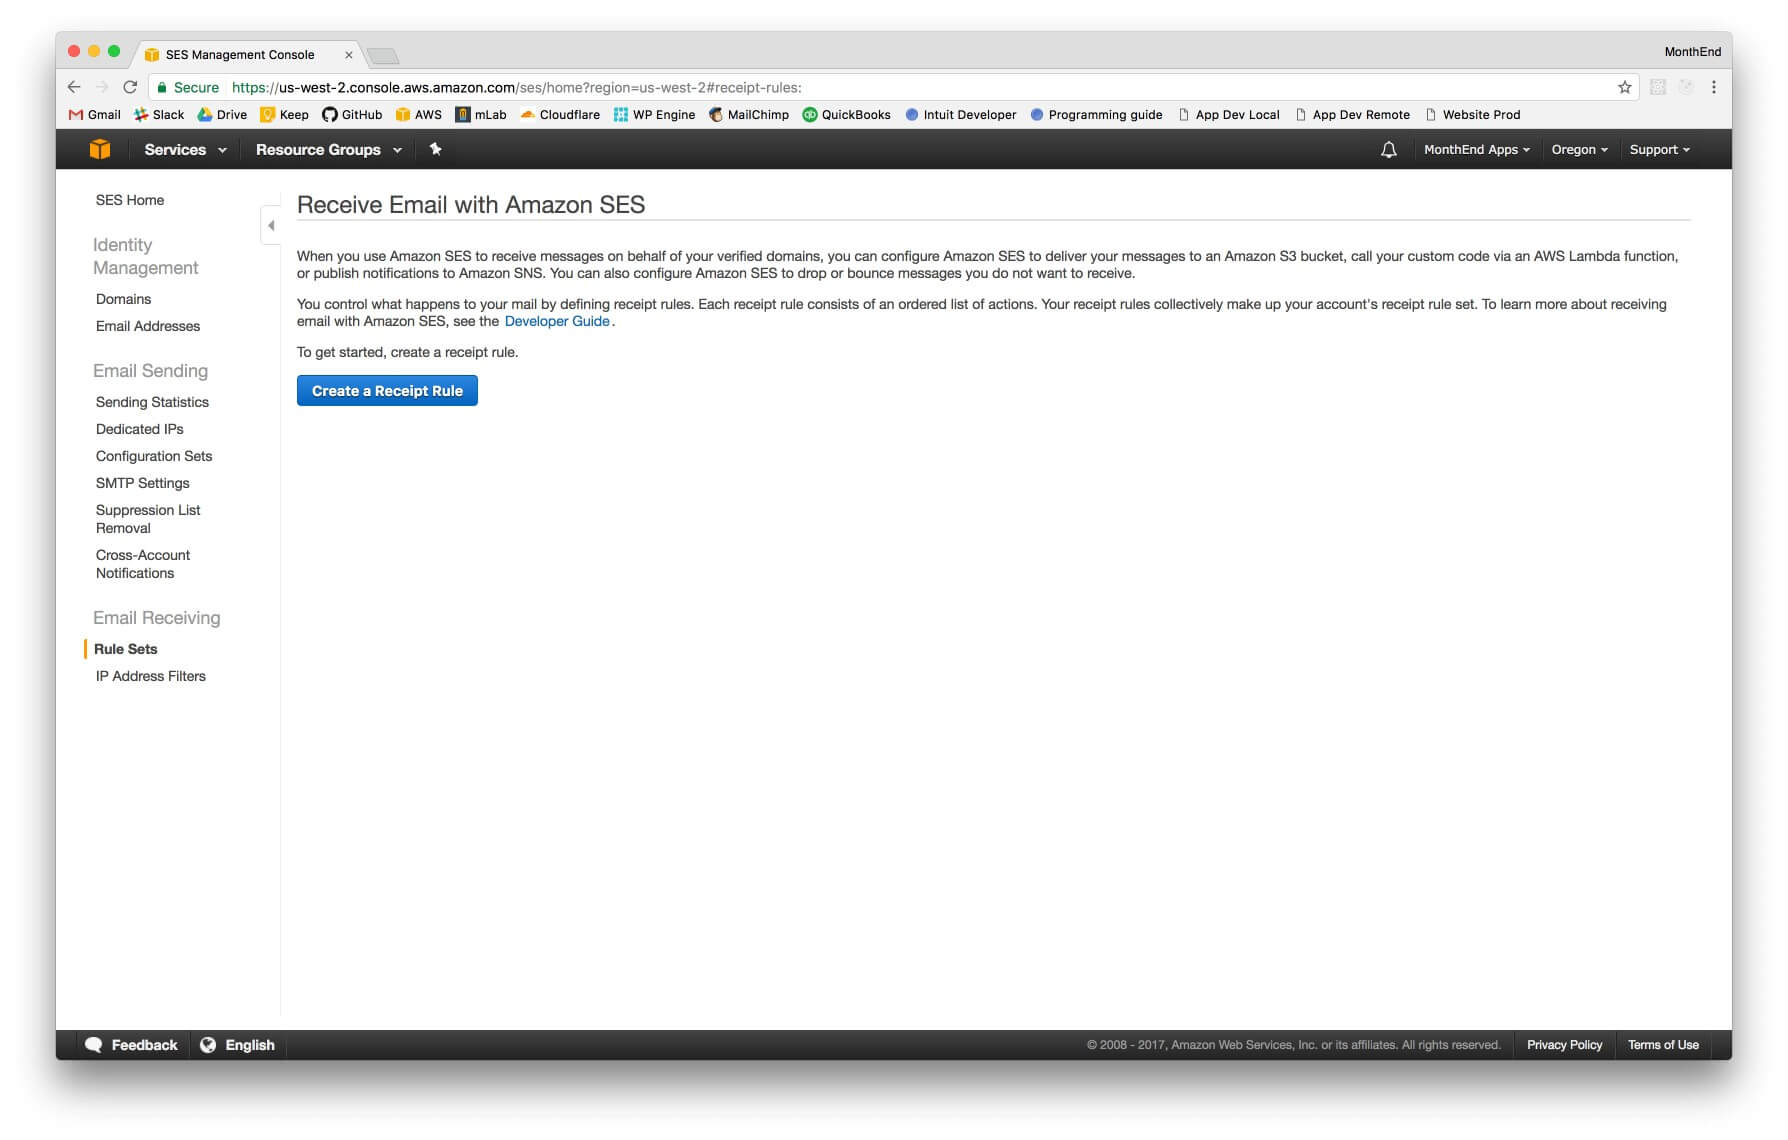 SES Management Console
MonthEnd
Secure https://us-west-2.console.aws.amazon.com/ses/home?region=us-west-2#receipt-rules:
Gmail Slack Drive Keep GitHub AWS mLab Cloudflare WP Engine MailChimp QuickBooks Intuit Developer Programming guide App Dev Local App Dev Remote Website Prod
Services Resource Groups MonthEnd Apps Oregon Support
SES Home
Identity
Management
Domains
Email Addresses
Email Sending
Sending Statistics
Dedicated IPs
Configuration Sets
SMTP Settings
Suppression List
Removal
Cross-Account
Notifications
Email Receiving
Rule Sets
IP Address Filters
Receive Email with Amazon SES
When you use Amazon SES to receive messages on behalf of your verified domains, you can configure Amazon SES to deliver your messages to an Amazon S3 bucket, call your custom code via an AWS Lambda function,
or publish notifications to Amazon SNS. You can also configure Amazon SES to drop or bounce messages you do not want to receive.
You control what happens to your mail by defining receipt rules. Each receipt rule consists of an ordered list of actions. Your receipt rules collectively make up your account's receipt rule set. To learn more about receiving
email with Amazon SES, see the Developer Guide.
To get started, create a receipt rule.
Create a Receipt Rule
Feedback English © 2008 - 2017, Amazon Web Services, Inc. or its affiliates. All rights reserved. Privacy Policy Terms of Use